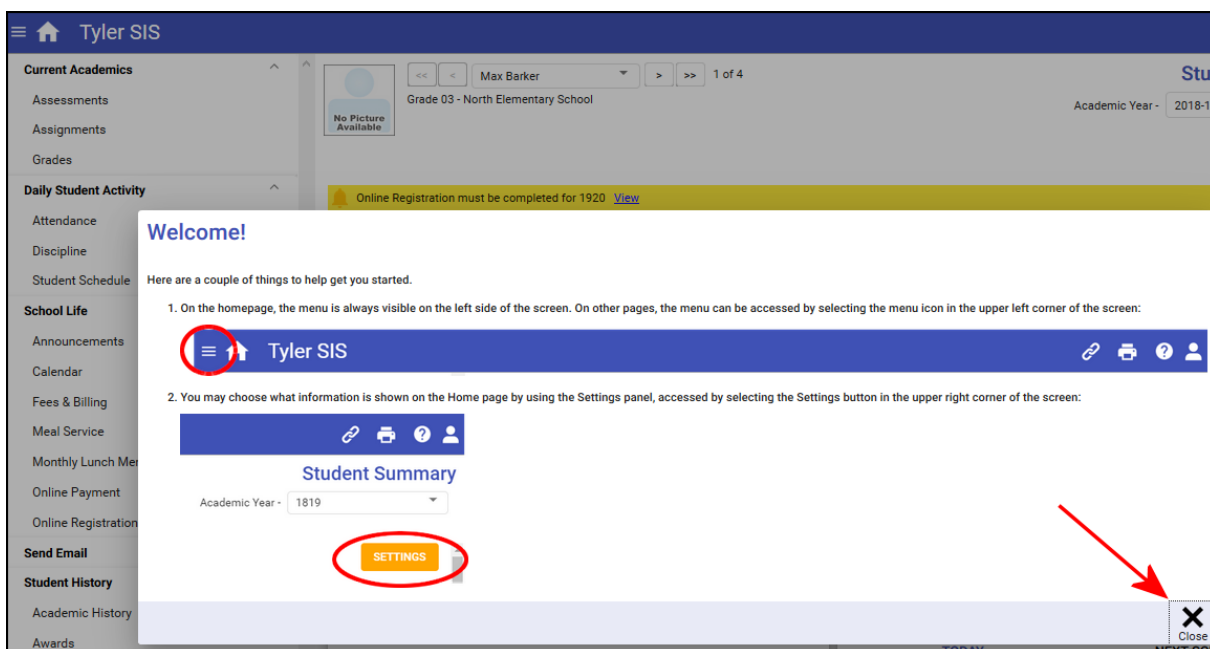 Tyler SIS
Current Academics
Assessments
Assignments
Grades
Daily Student Activity
Attendance
Discipline
Student Schedule
School Life
Announcements
Calendar
Fees & Billing
Meal Service
Monthly Lunch Me
Online Payment
Online Registration
Send Email
Student History
Academic History
Awards
No Picture
Available
<< < Max Barker > >> 1 of 4
Grade 03 - North Elementary School
Stu
Academic Year - 2018-1
Online Registration must be completed for 1920 View
Welcome!
Here are a couple of things to help get you started.
1. On the homepage, the menu is always visible on the left side of the screen. On other pages, the menu can be accessed by selecting the menu icon in the upper left corner of the screen:
Tyler SIS
2. You may choose what information is shown on the Home page by using the Settings panel, accessed by selecting the Settings button in the upper right corner of the screen:
Student Summary
Academic Year - 1819
SETTINGS
Close